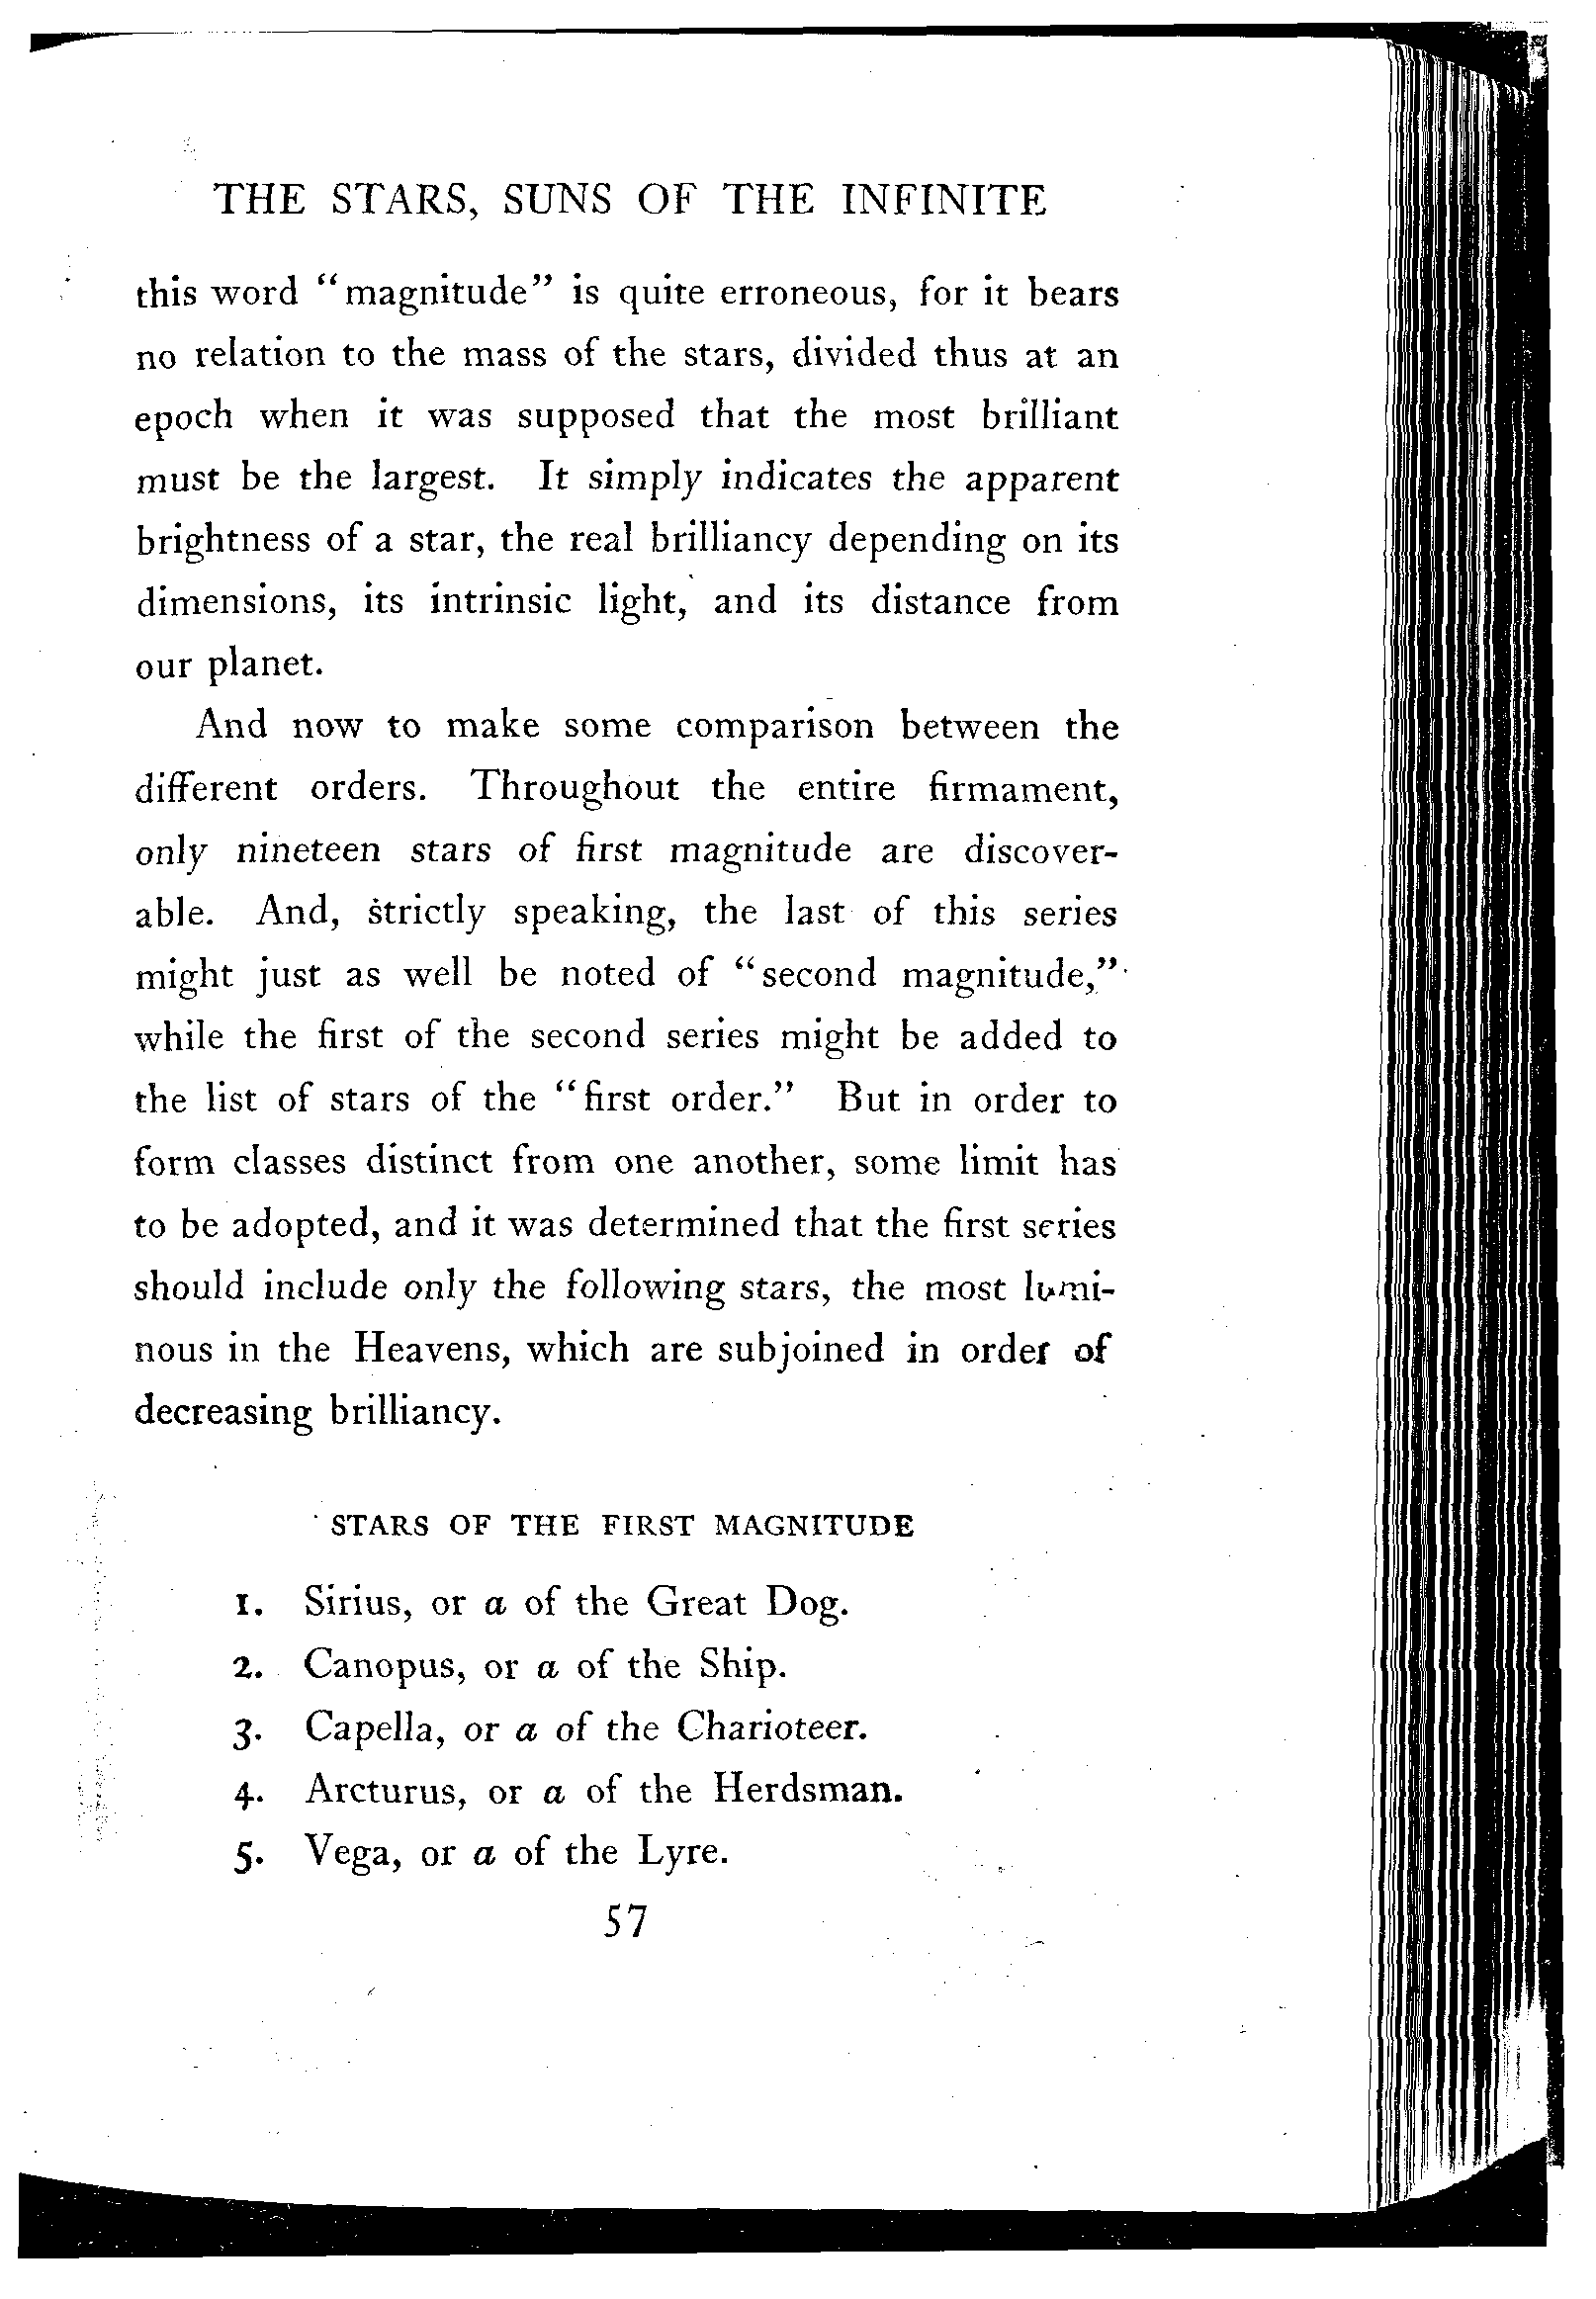 THE STARS, SUNS OF THE INFINITE
this word “magnitude” is quite erroneous, for it bears
no relation to the mass of the stars, divided thus at an
epoch when it was supposed that the most brilliant
must be the largest. It simply indicates the apparent
brightness of a star, the real brilliancy depending on its
dimensions, its intrinsic light, and its distance from
our planet.
And now to make some comparison between the
different orders. Throughout the entire firmament,
only nineteen stars of first magnitude are discover-
able. And, strictly speaking, the last of this series
might just as well be noted of “second magnitude,”
while the first of the second series might be added to
the list of stars of the “first order.” But in order to
form classes distinct from one another, some limit has
to be adopted, and it was determined that the first series
should include only the following stars, the most lumi-
nous in the Heavens, which are subjoined in order of
decreasing brilliancy.
STARS OF THE FIRST MAGNITUDE
1. Sirius, or α of the Great Dog.
2. Canopus, or α of the Ship.
3. Capella, or α of the Charioteer.
4. Arcturus, or α of the Herdsman.
5. Vega, or α of the Lyre.
57